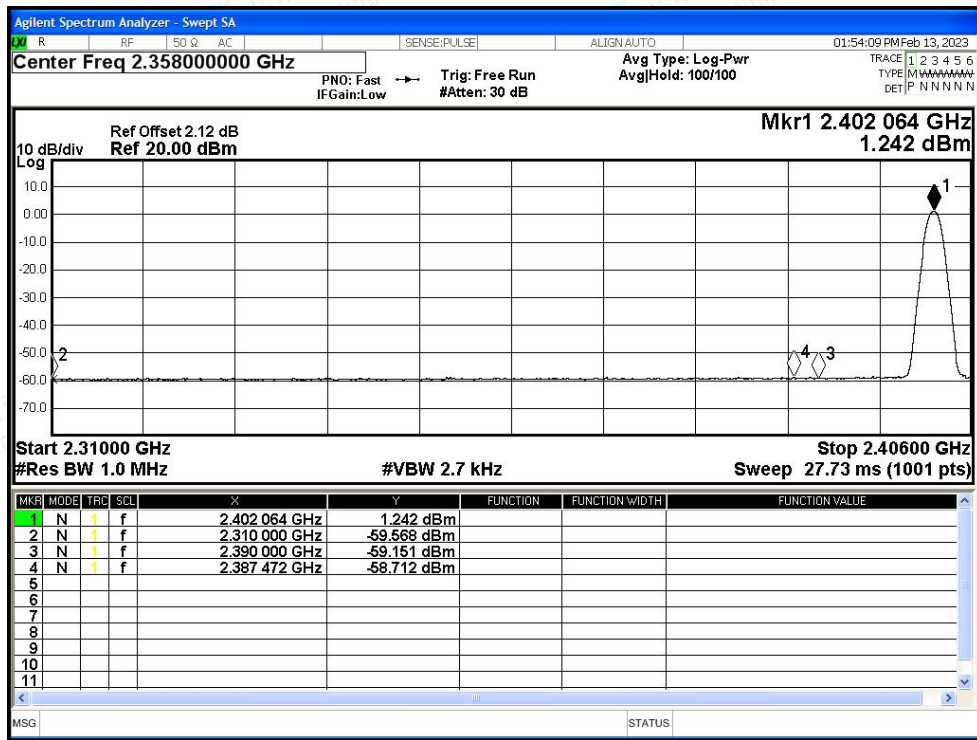 Agilent Spectrum Analyzer - Swept SA
LXI R RF 50 Ω AC SENSE:PULSE ALIGN AUTO 01:54:09 PM Feb 13, 2023
Center Freq 2.358000000 GHz
PNO: Fast
IFGain:Low
Trig: Free Run
#Atten: 30 dB
Avg Type: Log-Pwr
Avg|Hold: 100/100
TRACE 1 2 3 4 5 6
TYPE M WWWWW
DET P N N N N N
Mkr1 2.402 064 GHz
1.242 dBm
Ref Offset 2.12 dB
10 dB/div Ref 20.00 dBm
Log
10.0
0.00
-10.0
-20.0
-30.0
-40.0
-50.0
-60.0
-70.0
1
2
4 3
Start 2.31000 GHz Stop 2.40600 GHz
#Res BW 1.0 MHz #VBW 2.7 kHz Sweep 27.73 ms (1001 pts)
MKR MODE TRC SCL X Y FUNCTION FUNCTION WIDTH FUNCTION VALUE
1 N 1 f 2.402 064 GHz 1.242 dBm
2 N 1 f 2.310 000 GHz -59.568 dBm
3 N 1 f 2.390 000 GHz -59.151 dBm
4 N 1 f 2.387 472 GHz -58.712 dBm
5
6
7
8
9
10
11
MSG STATUS